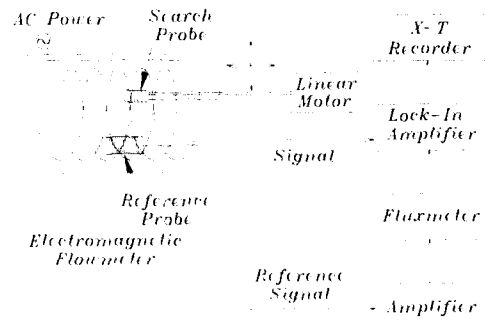 AC Power
Search
Probe
X-T
Recorder
Linear
Motor
Lock-In
Amplifier
Signal
Reference
Probe
Fluxmeter
Electromagnetic
Flowmeter
Reference
Signal
Amplifier